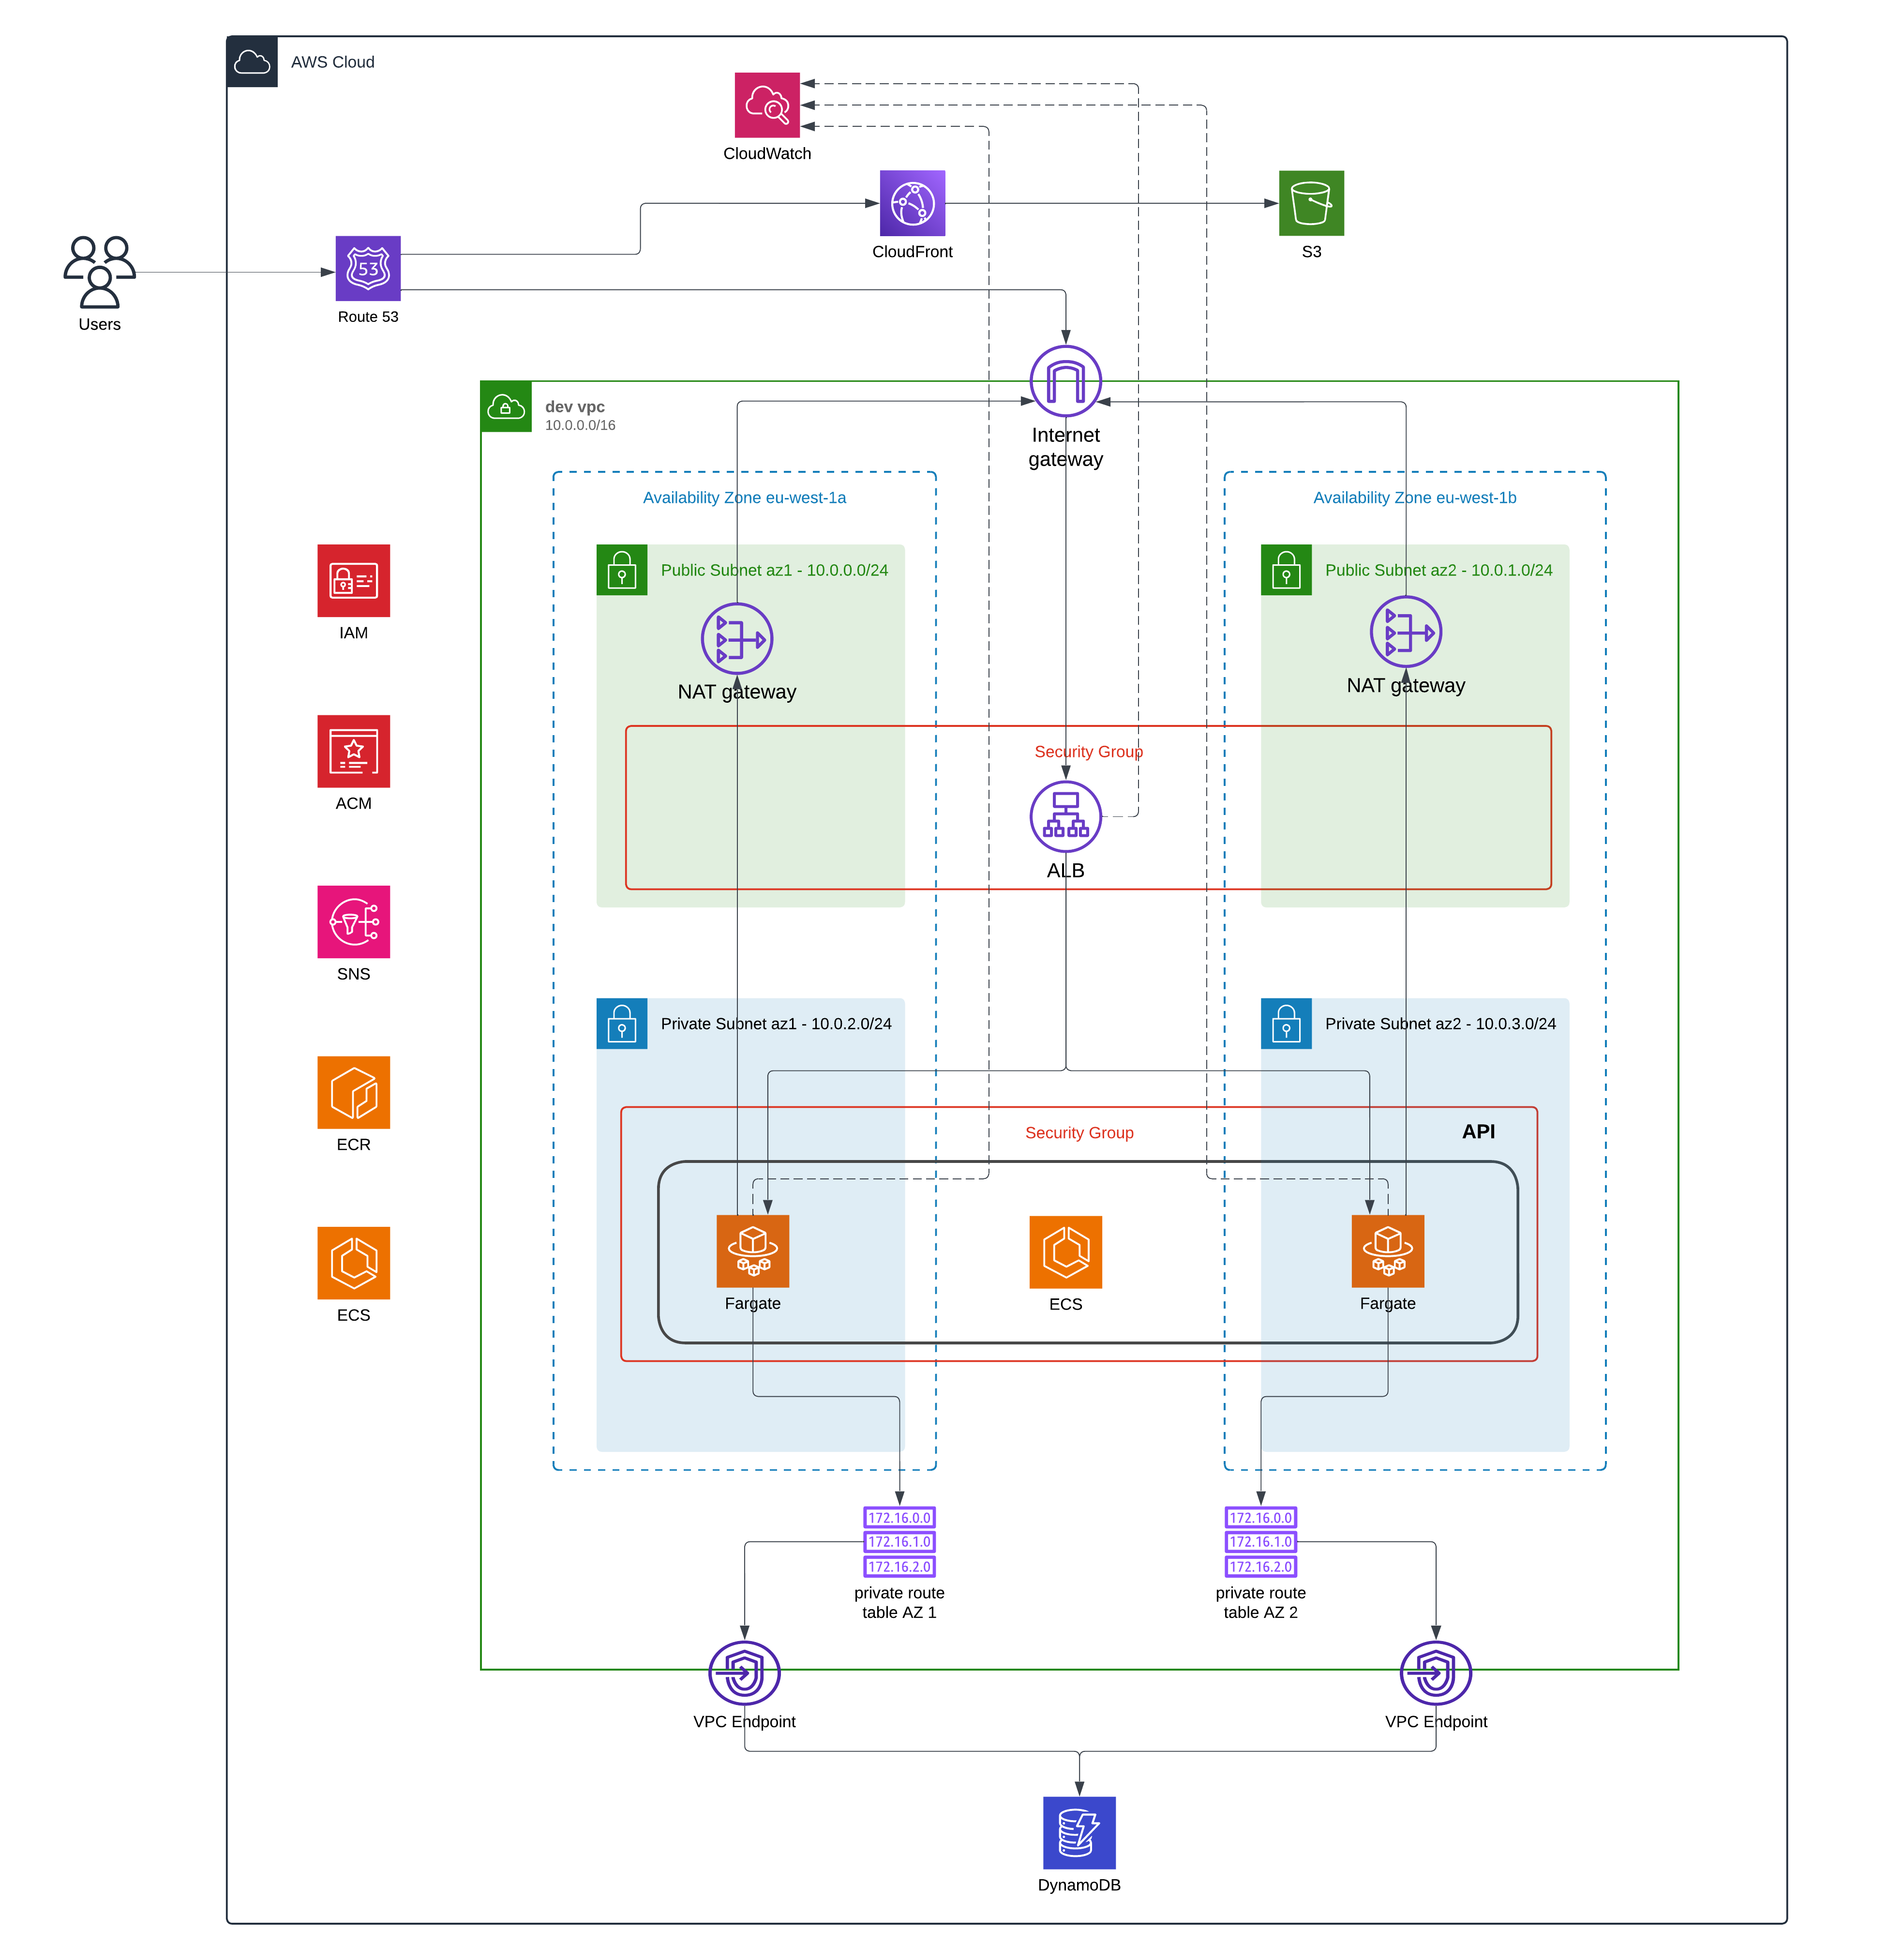 AWS Cloud
CloudWatch
CloudFront
S3
53
Users
Route 53
dev vpc
10.0.0.0/16
Internet
gateway
Availability Zone eu-west-1a
Availability Zone eu-west-1b
Public Subnet az1 - 10.0.0.0/24
Public Subnet az2 - 10.0.1.0/24
IAM
NAT gateway
NAT gateway
Security Group
ACM
ALB
SNS
Private Subnet az1 - 10.0.2.0/24
Private Subnet az2 - 10.0.3.0/24
Security Group
API
ECR
Fargate
ECS
Fargate
ECS
172.16.0.0
172.16.1.0
172.16.2.0
private route
table AZ 1
172.16.0.0
172.16.1.0
172.16.2.0
private route
table AZ 2
VPC Endpoint
VPC Endpoint
DynamoDB